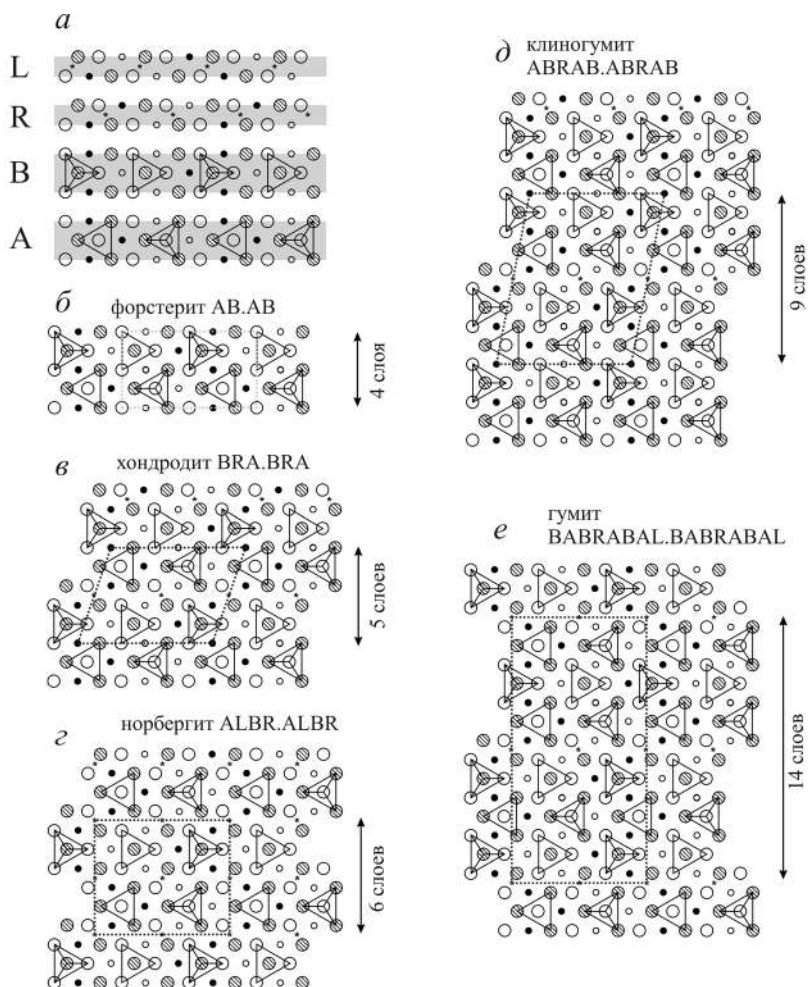 а
L
R
B
A
б
форстерит AB.AB
4 слоя
в
хондродит BRA.BRA
5 слоев
г
норбергит ALBR.ALBR
6 слоев
д
клиногумит
ABRAB.ABRAB
9 слоев
е
гумит
BABRABAL.BABRABAL
14 слоев